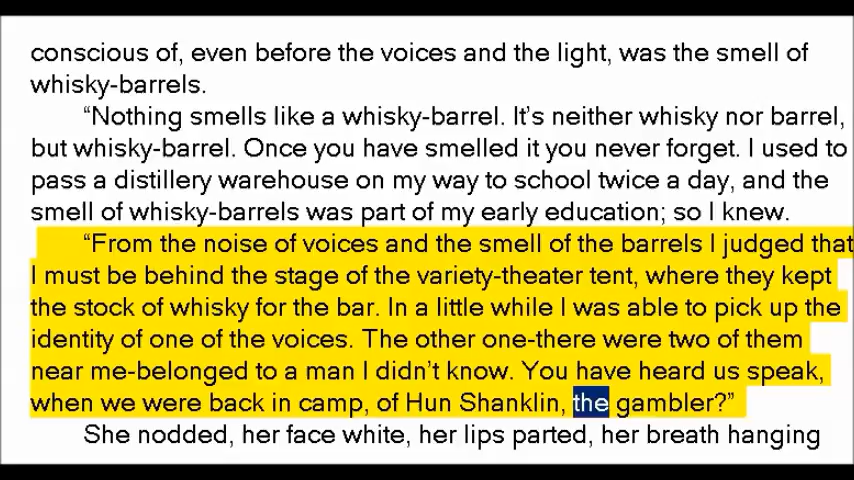 conscious of, even before the voices and the light, was the smell of
whisky-barrels.
“Nothing smells like a whisky-barrel. It’s neither whisky nor barrel,
but whisky-barrel. Once you have smelled it you never forget. I used to
pass a distillery warehouse on my way to school twice a day, and the
smell of whisky-barrels was part of my early education; so I knew.
“From the noise of voices and the smell of the barrels I judged that
I must be behind the stage of the variety-theater tent, where they kept
the stock of whisky for the bar. In a little while I was able to pick up the
identity of one of the voices. The other one-there were two of them
near me-belonged to a man I didn’t know. You have heard us speak,
when we were back in camp, of Hun Shanklin, the gambler?”
She nodded, her face white, her lips parted, her breath hanging